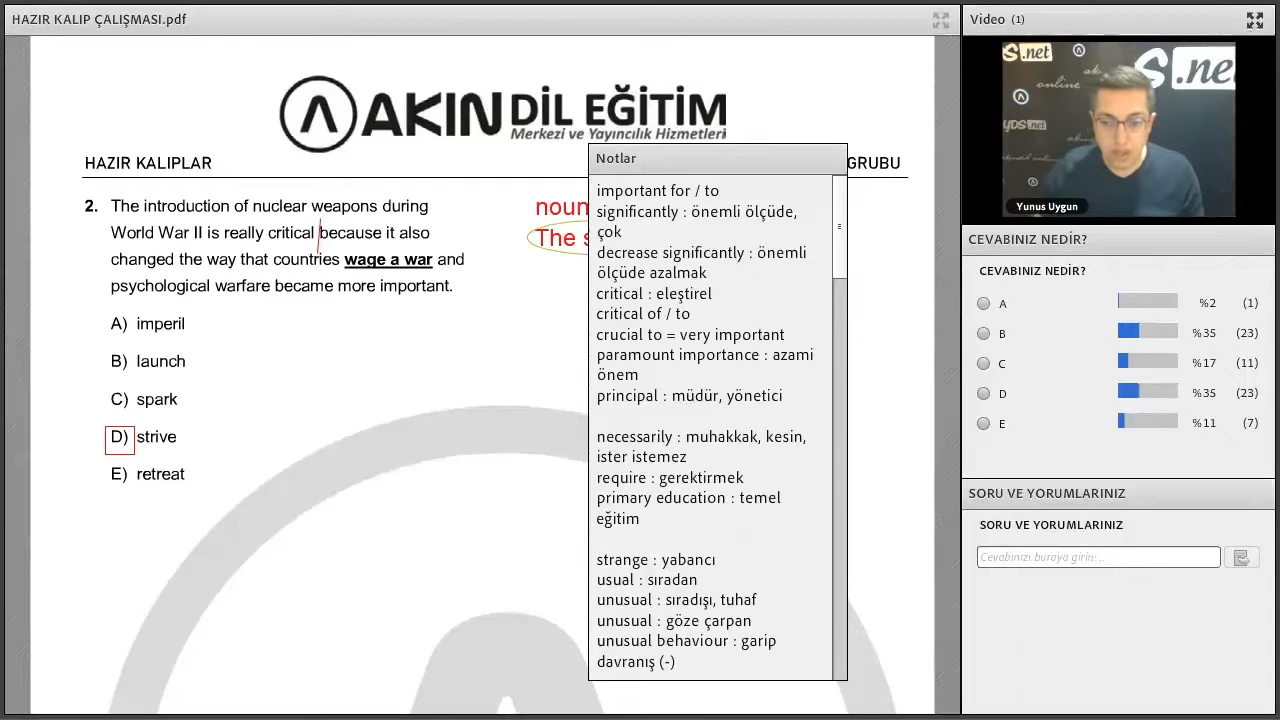 HAZIR KALIP ÇALIŞMASI.pdf
AKIN DİL EĞİTİM
Merkezi ve Yayıncılık Hizmetleri
HAZIR KALIPLAR
GRUBU
2. The introduction of nuclear weapons during
World War II is really critical because it also
changed the way that countries wage a war and
psychological warfare became more important.
A) imperil
B) launch
C) spark
D) strive
E) retreat
noun
The s
Notlar
important for / to
significantly : önemli ölçüde,
çok
decrease significantly : önemli
ölçüde azalmak
critical : eleştirel
critical of / to
crucial to = very important
paramount importance : azami
önem
principal : müdür, yönetici
necessarily : muhakkak, kesin,
ister istemez
require : gerektirmek
primary education : temel
eğitim
strange : yabancı
usual : sıradan
unusual : sıradışı, tuhaf
unusual : göze çarpan
unusual behaviour : garip
davranış (-)
Video (1)
S.net
S.ne
online
YDS.net
Yunus Uygun
CEVABINIZ NEDİR?
CEVABINIZ NEDİR?
A %2 (1)
B %35 (23)
C %17 (11)
D %35 (23)
E %11 (7)
SORU VE YORUMLARINIZ
SORU VE YORUMLARINIZ
Cevabınızı buraya girin:...